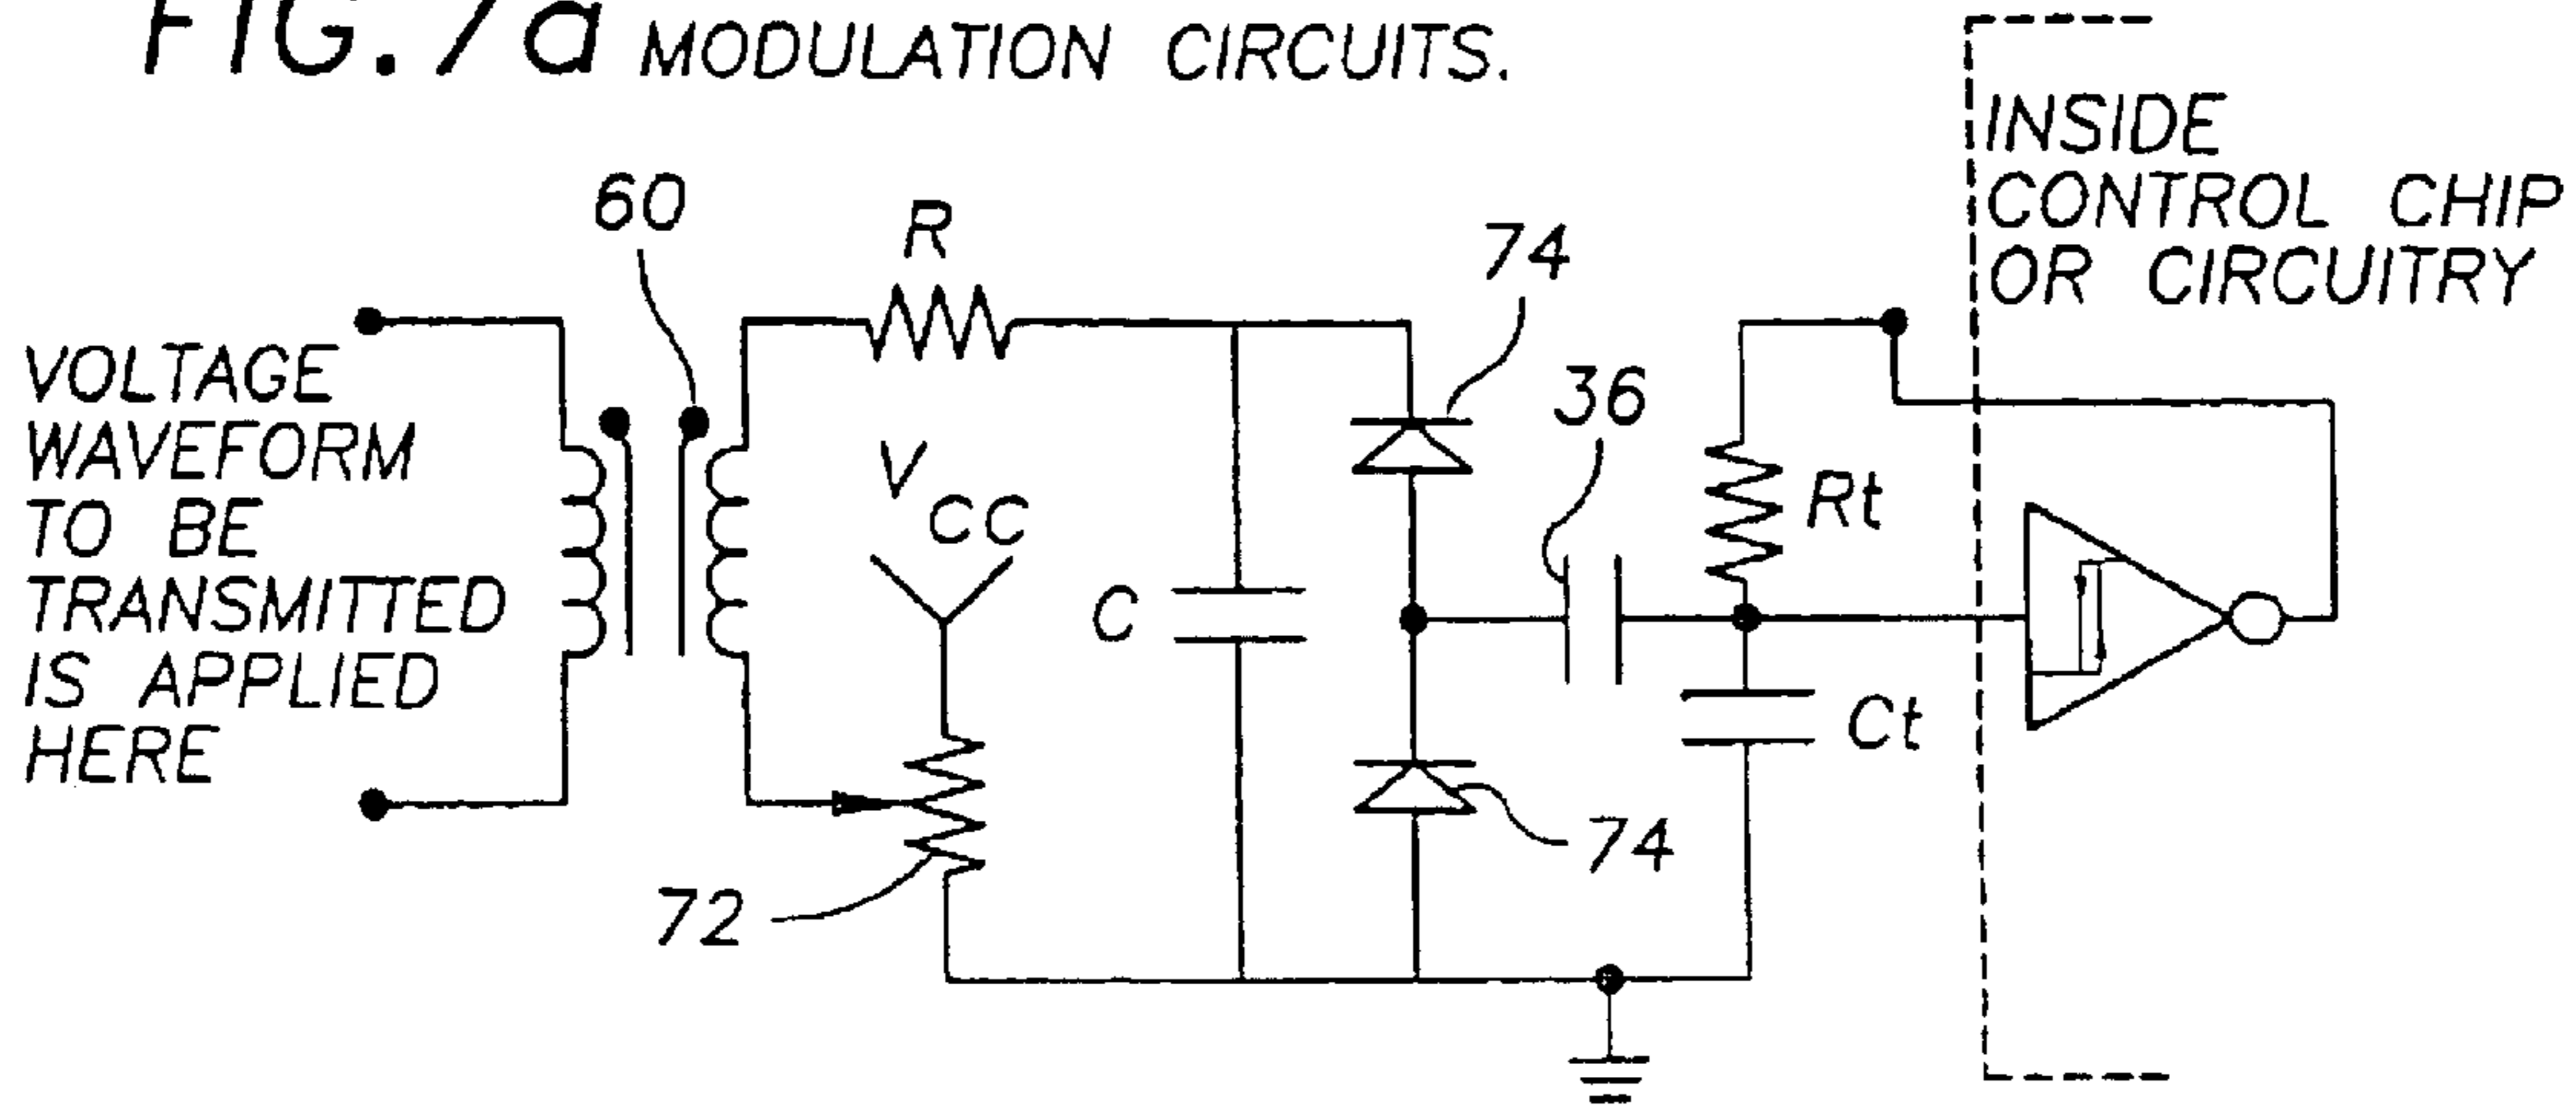 FIG. 7a MODULATION CIRCUITS.
INSIDE
CONTROL CHIP
OR CIRCUITRY
60
R
74
36
VOLTAGE
WAVEFORM
TO BE
TRANSMITTED
IS APPLIED
HERE
VCC
C
Rt
Ct
74
72